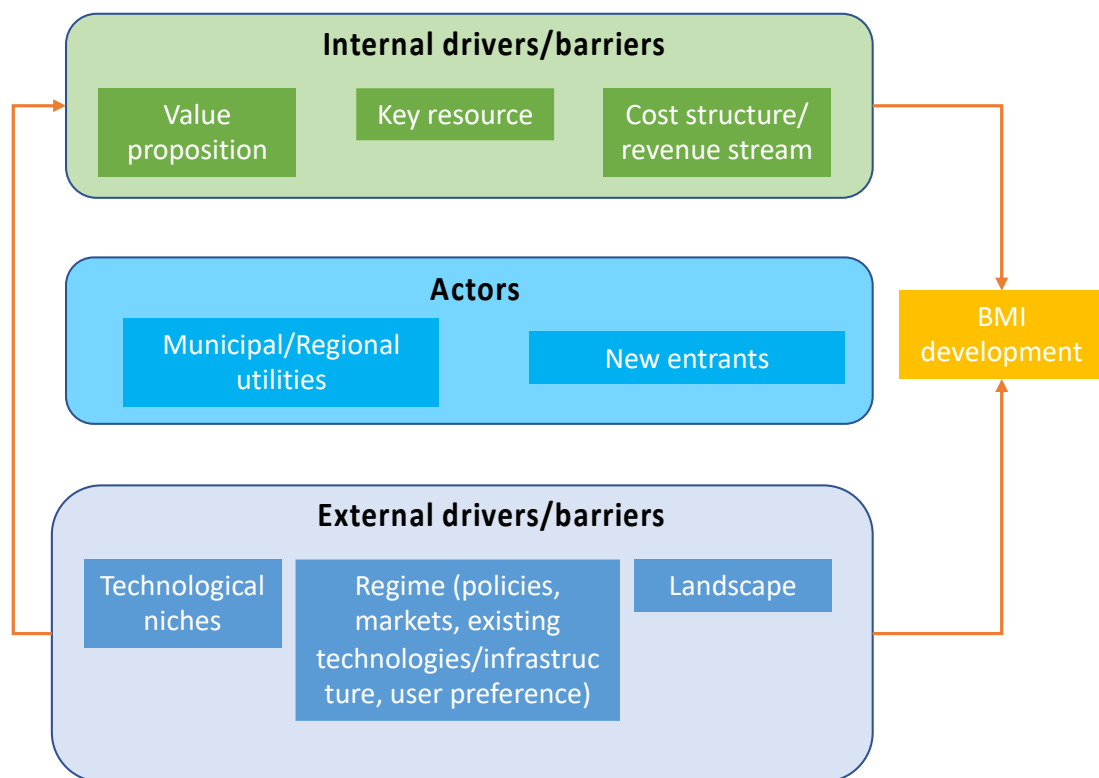 Internal drivers/barriers
Value
proposition
Key resource
Cost structure/
revenue stream
Actors
Municipal/Regional
utilities
New entrants
BMI
development
External drivers/barriers
Technological
niches
Regime (policies,
markets, existing
technologies/infrastruc
ture, user preference)
Landscape